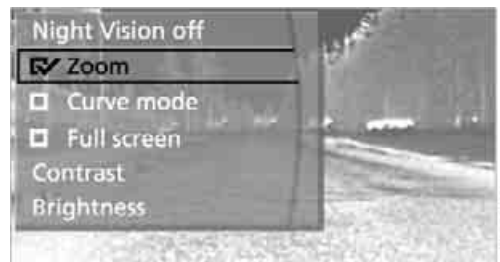 Night Vision off
Zoom
Curve mode
Full screen
Contrast
Brightness